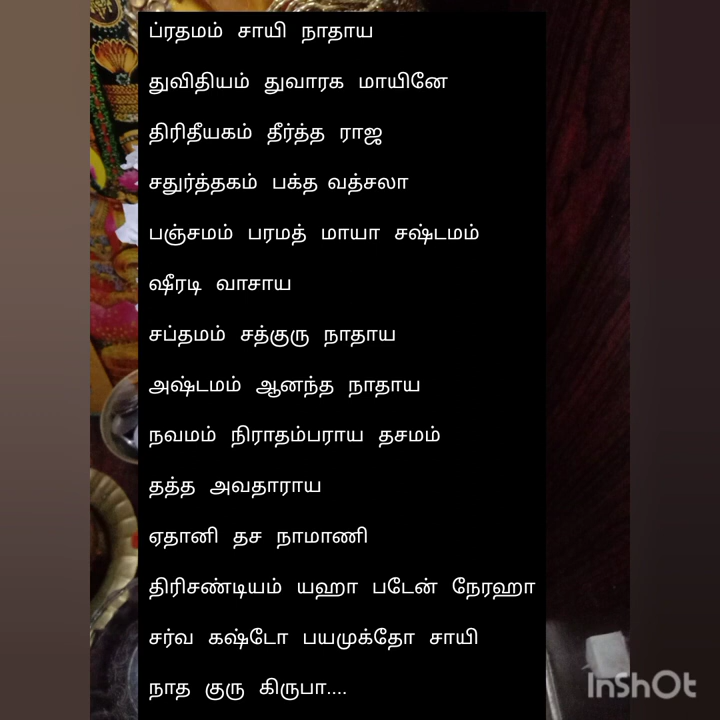 ப்ரதமம் சாயி நாதாய
துவிதியம் துவாரக மாயினே
திரிதீயகம் தீர்த்த ராஜ
சதுர்த்தகம் பக்த வத்சலா
பஞ்சமம் பரமத் மாயா சஷ்டமம்
ஷீரடி வாசாய
சப்தமம் சத்குரு நாதாய
அஷ்டமம் ஆனந்த நாதாய
நவமம் நிராதம்பராய தசமம்
தத்த அவதாராய
ஏதானி தச நாமாணி
திரிசண்டியம் யஹா படேன் நேரஹா
சர்வ கஷ்டோ பயமுக்தோ சாயி
நாத குரு கிருபா....
InShOt